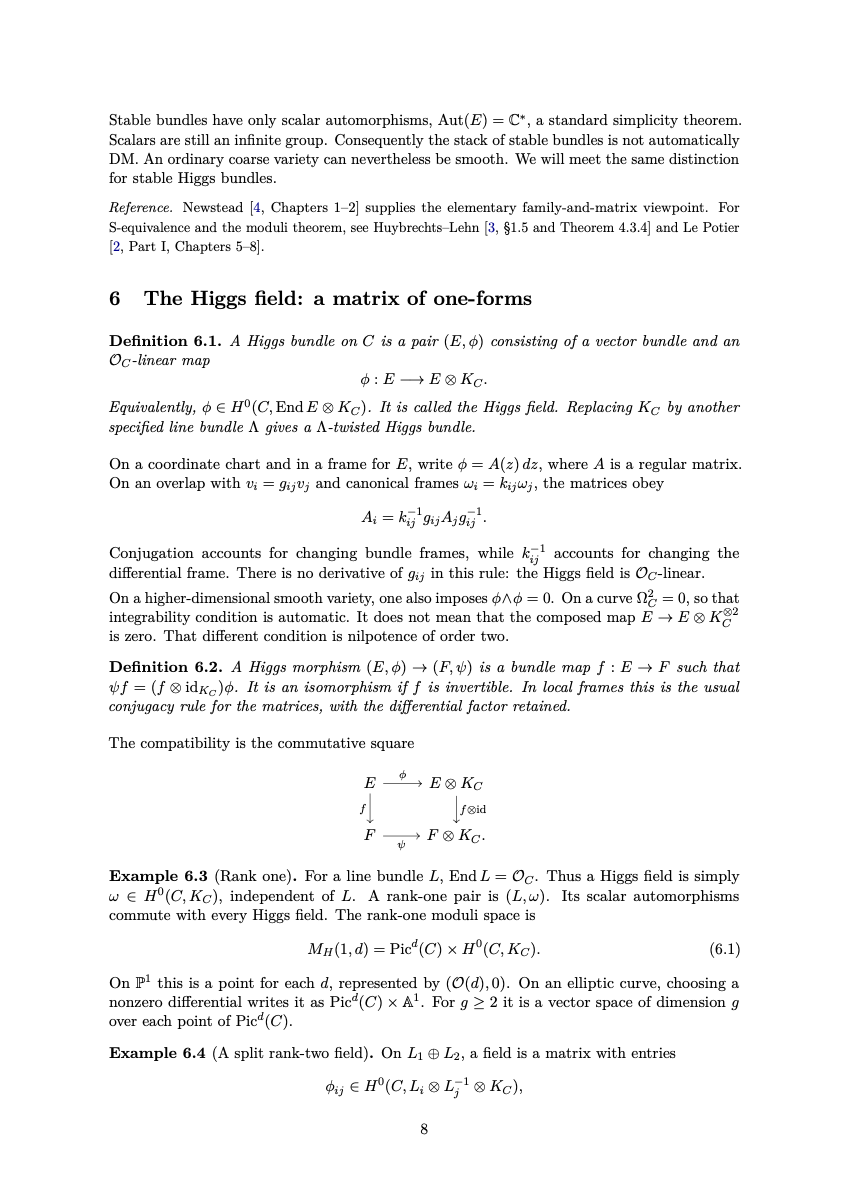 Stable bundles have only scalar automorphisms, Aut(E) = ℂ*, a standard simplicity theorem.
Scalars are still an infinite group. Consequently the stack of stable bundles is not automatically
DM. An ordinary coarse variety can nevertheless be smooth. We will meet the same distinction
for stable Higgs bundles.
Reference. Newstead [4, Chapters 1–2] supplies the elementary family-and-matrix viewpoint. For
S-equivalence and the moduli theorem, see Huybrechts–Lehn [3, §1.5 and Theorem 4.3.4] and Le Potier
[2, Part I, Chapters 5–8].
6 The Higgs field: a matrix of one-forms
Definition 6.1. A Higgs bundle on C is a pair (E, ϕ) consisting of a vector bundle and an
𝒪_C-linear map
ϕ : E ⟶ E ⊗ K_C.
Equivalently, ϕ ∈ H⁰(C, End E ⊗ K_C). It is called the Higgs field. Replacing K_C by another
specified line bundle Λ gives a Λ-twisted Higgs bundle.
On a coordinate chart and in a frame for E, write ϕ = A(z) dz, where A is a regular matrix.
On an overlap with v_i = g_{ij}v_j and canonical frames ω_i = k_{ij}ω_j, the matrices obey
A_i = k_{ij}^{-1} g_{ij} A_j g_{ij}^{-1}.
Conjugation accounts for changing bundle frames, while k_{ij}^{-1} accounts for changing the
differential frame. There is no derivative of g_{ij} in this rule: the Higgs field is 𝒪_C-linear.
On a higher-dimensional smooth variety, one also imposes ϕ∧ϕ = 0. On a curve Ω²_C = 0, so that
integrability condition is automatic. It does not mean that the composed map E → E ⊗ K_C^{⊗2}
is zero. That different condition is nilpotence of order two.
Definition 6.2. A Higgs morphism (E, ϕ) → (F, ψ) is a bundle map f : E → F such that
ψf = (f ⊗ id_{K_C})ϕ. It is an isomorphism if f is invertible. In local frames this is the usual
conjugacy rule for the matrices, with the differential factor retained.
The compatibility is the commutative square
E ⟶^ϕ E ⊗ K_C
f↓ ↓f⊗id
F ⟶_ψ F ⊗ K_C.
Example 6.3 (Rank one). For a line bundle L, End L = 𝒪_C. Thus a Higgs field is simply
ω ∈ H⁰(C, K_C), independent of L. A rank-one pair is (L, ω). Its scalar automorphisms
commute with every Higgs field. The rank-one moduli space is
M_H(1, d) = Pic^d(C) × H⁰(C, K_C). (6.1)
On ℙ¹ this is a point for each d, represented by (𝒪(d), 0). On an elliptic curve, choosing a
nonzero differential writes it as Pic^d(C) × 𝔸¹. For g ≥ 2 it is a vector space of dimension g
over each point of Pic^d(C).
Example 6.4 (A split rank-two field). On L₁ ⊕ L₂, a field is a matrix with entries
ϕ_{ij} ∈ H⁰(C, L_i ⊗ L_j^{-1} ⊗ K_C),
8